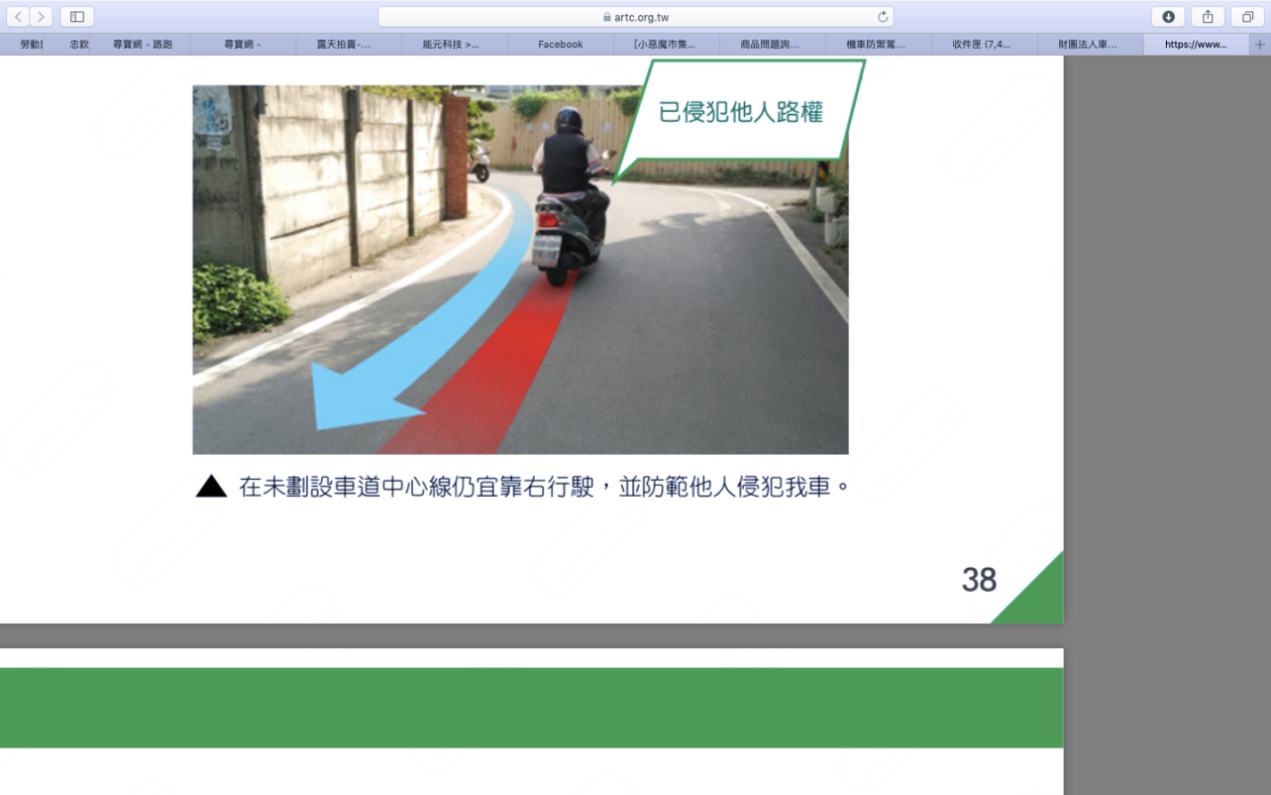 artc.org.tw
忠欽
尋寶網 - 路跑
尋寶網 -
露天拍賣-...
能元科技 >...
Facebook
[小惡魔市集...
商品問題詢...
機車防禦駕...
收件匣 (7,4...
財團法人車...
https://www...
已侵犯他人路權
▲ 在未劃設車道中心線仍宜靠右行駛，並防範他人侵犯我車。
38